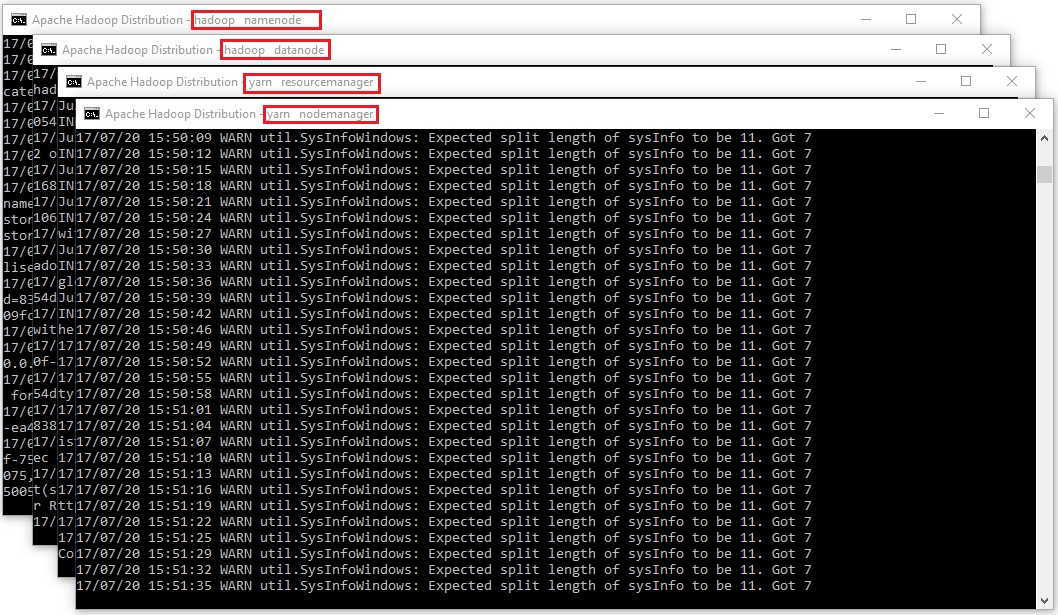 Apache Hadoop Distribution - hadoop namenode
Apache Hadoop Distribution - hadoop datanode
Apache Hadoop Distribution - yarn resourcemanager
Apache Hadoop Distribution - yarn nodemanager
17/07/20 15:50:09 WARN util.SysInfoWindows: Expected split length of sysInfo to be 11. Got 7
17/07/20 15:50:12 WARN util.SysInfoWindows: Expected split length of sysInfo to be 11. Got 7
17/07/20 15:50:15 WARN util.SysInfoWindows: Expected split length of sysInfo to be 11. Got 7
17/07/20 15:50:18 WARN util.SysInfoWindows: Expected split length of sysInfo to be 11. Got 7
17/07/20 15:50:21 WARN util.SysInfoWindows: Expected split length of sysInfo to be 11. Got 7
17/07/20 15:50:24 WARN util.SysInfoWindows: Expected split length of sysInfo to be 11. Got 7
17/07/20 15:50:27 WARN util.SysInfoWindows: Expected split length of sysInfo to be 11. Got 7
17/07/20 15:50:30 WARN util.SysInfoWindows: Expected split length of sysInfo to be 11. Got 7
17/07/20 15:50:33 WARN util.SysInfoWindows: Expected split length of sysInfo to be 11. Got 7
17/07/20 15:50:36 WARN util.SysInfoWindows: Expected split length of sysInfo to be 11. Got 7
17/07/20 15:50:39 WARN util.SysInfoWindows: Expected split length of sysInfo to be 11. Got 7
17/07/20 15:50:42 WARN util.SysInfoWindows: Expected split length of sysInfo to be 11. Got 7
17/07/20 15:50:46 WARN util.SysInfoWindows: Expected split length of sysInfo to be 11. Got 7
17/07/20 15:50:49 WARN util.SysInfoWindows: Expected split length of sysInfo to be 11. Got 7
17/07/20 15:50:52 WARN util.SysInfoWindows: Expected split length of sysInfo to be 11. Got 7
17/07/20 15:50:55 WARN util.SysInfoWindows: Expected split length of sysInfo to be 11. Got 7
17/07/20 15:50:58 WARN util.SysInfoWindows: Expected split length of sysInfo to be 11. Got 7
17/07/20 15:51:01 WARN util.SysInfoWindows: Expected split length of sysInfo to be 11. Got 7
17/07/20 15:51:04 WARN util.SysInfoWindows: Expected split length of sysInfo to be 11. Got 7
17/07/20 15:51:07 WARN util.SysInfoWindows: Expected split length of sysInfo to be 11. Got 7
17/07/20 15:51:10 WARN util.SysInfoWindows: Expected split length of sysInfo to be 11. Got 7
17/07/20 15:51:13 WARN util.SysInfoWindows: Expected split length of sysInfo to be 11. Got 7
17/07/20 15:51:16 WARN util.SysInfoWindows: Expected split length of sysInfo to be 11. Got 7
17/07/20 15:51:19 WARN util.SysInfoWindows: Expected split length of sysInfo to be 11. Got 7
17/07/20 15:51:22 WARN util.SysInfoWindows: Expected split length of sysInfo to be 11. Got 7
17/07/20 15:51:25 WARN util.SysInfoWindows: Expected split length of sysInfo to be 11. Got 7
17/07/20 15:51:29 WARN util.SysInfoWindows: Expected split length of sysInfo to be 11. Got 7
17/07/20 15:51:32 WARN util.SysInfoWindows: Expected split length of sysInfo to be 11. Got 7
17/07/20 15:51:35 WARN util.SysInfoWindows: Expected split length of sysInfo to be 11. Got 7